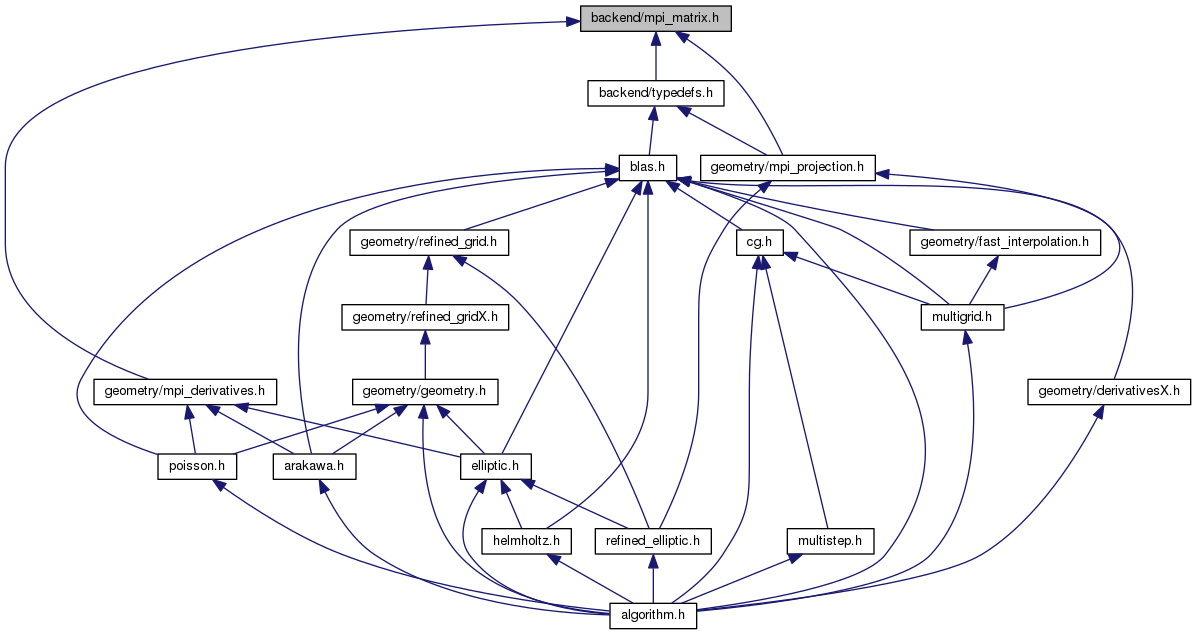 backend/mpi_matrix.h
backend/typedefs.h
blas.h
geometry/mpi_projection.h
geometry/refined_grid.h
cg.h
geometry/fast_interpolation.h
geometry/refined_gridX.h
multigrid.h
geometry/mpi_derivatives.h
geometry/geometry.h
geometry/derivativesX.h
poisson.h
arakawa.h
elliptic.h
helmholtz.h
refined_elliptic.h
multistep.h
algorithm.h